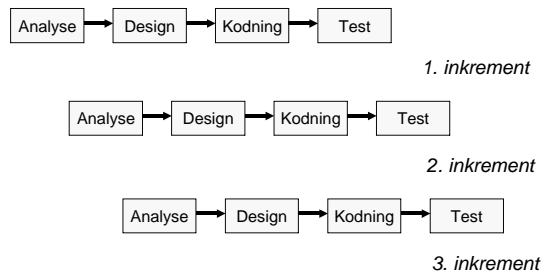 Analyse Design Kodning Test
1. inkrement
Analyse Design Kodning Test
2. inkrement
Analyse Design Kodning Test
3. inkrement